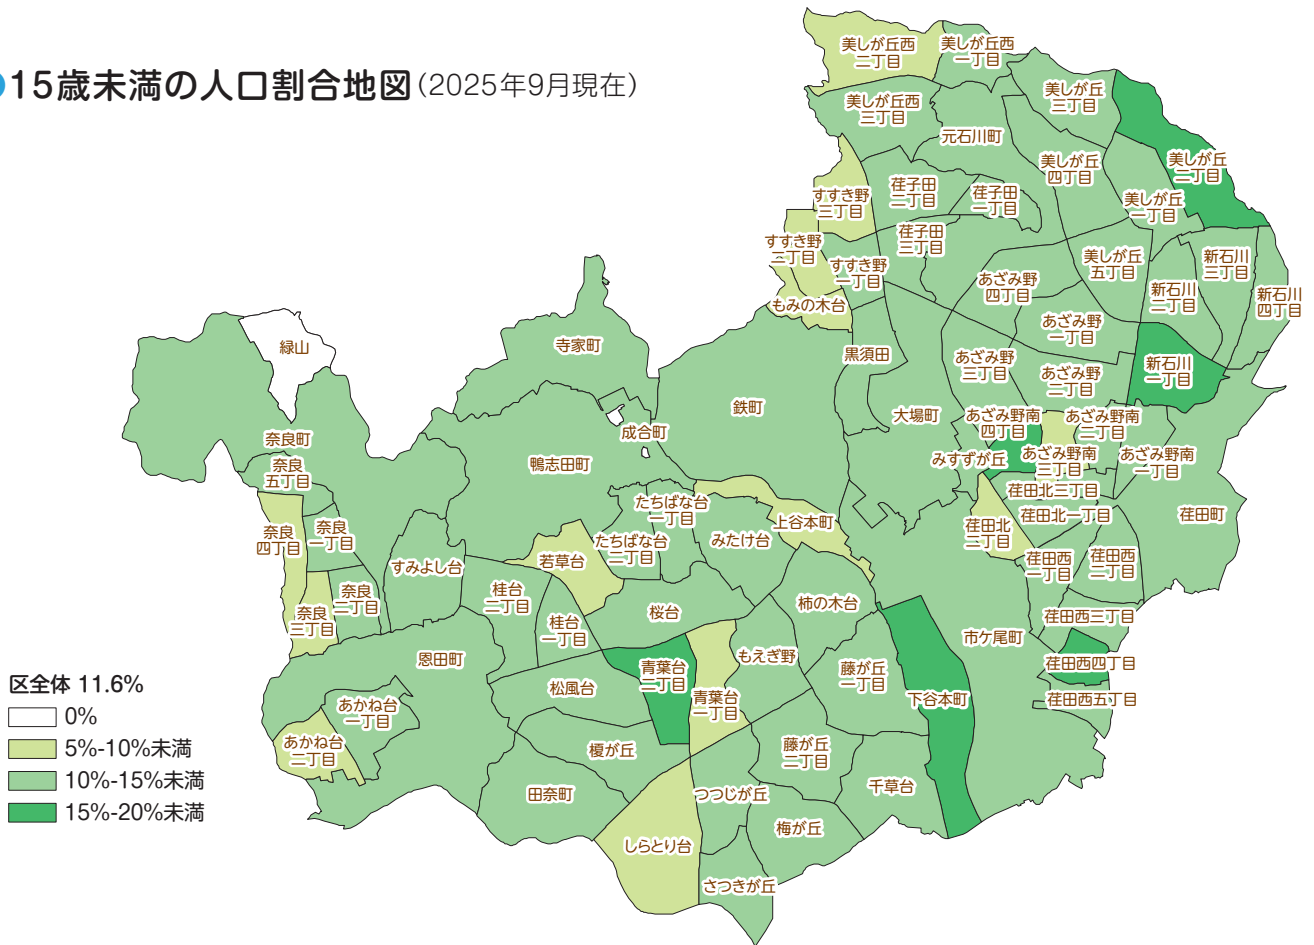 15歳未満の人口割合地図(2025年9月現在)
美しが丘西
二丁目
美しが丘西
一丁目
美しが丘西
三丁目
美しが丘
三丁目
元石川町
美しが丘
四丁目
美しが丘
二丁目
美しが丘
一丁目
すすき野
三丁目
荏子田
二丁目
荏子田
一丁目
荏子田
三丁目
すすき野
二丁目
すすき野
一丁目
もみの木台
あざみ野
四丁目
美しが丘
五丁目
新石川
三丁目
新石川
二丁目
新石川
四丁目
あざみ野
一丁目
緑山
寺家町
黒須田
あざみ野
三丁目
あざみ野
二丁目
新石川
一丁目
鉄町
大場町
奈良町
成合町
あざみ野南
四丁目
あざみ野南
二丁目
あざみ野南
三丁目
あざみ野南
一丁目
みすずが丘
奈良
五丁目
鴨志田町
荏田北三丁目
たちばな台
一丁目
上谷本町
荏田北一丁目
荏田町
奈良
四丁目
奈良
一丁目
たちばな台
二丁目
みたけ台
荏田北
二丁目
すみよし台
若草台
荏田西
一丁目
荏田西
二丁目
奈良
二丁目
奈良
三丁目
桂台
二丁目
桂台
一丁目
桜台
柿の木台
荏田西三丁目
市ケ尾町
恩田町
もえぎ野
荏田西四丁目
青葉台
二丁目
青葉台
一丁目
松風台
藤が丘
一丁目
下谷本町
荏田西五丁目
区全体 11.6%
0%
5%-10%未満
10%-15%未満
15%-20%未満
あかね台
一丁目
あかね台
二丁目
榎が丘
藤が丘
二丁目
田奈町
つつじが丘
千草台
梅が丘
しらとり台
さつきが丘